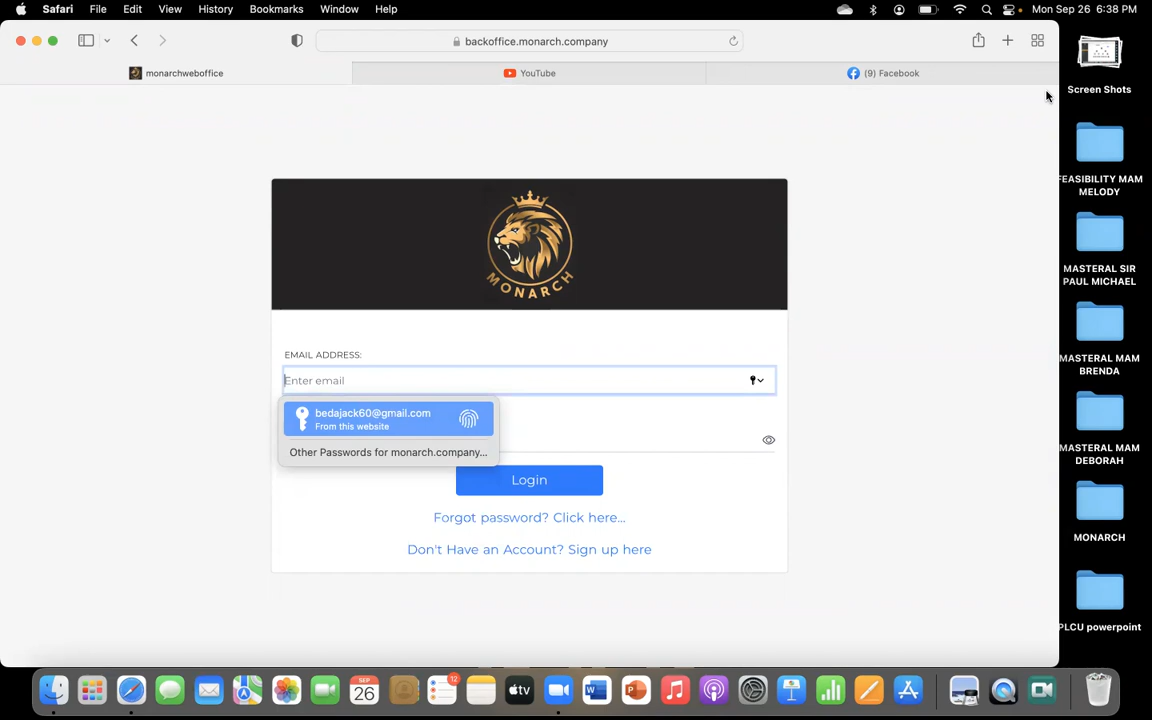 Safari File Edit View History Bookmarks Window Help Mon Sep 26 6:38 PM
backoffice.monarch.company
monarchweboffice YouTube (9) Facebook
Screen Shots
FEASIBILITY MAM
MELODY
MASTERAL SIR
PAUL MICHAEL
MASTERAL MAM
BRENDA
MASTERAL MAM
DEBORAH
MONARCH
PLCU powerpoint
MONARCH
EMAIL ADDRESS:
Enter email
bedajack60@gmail.com
From this website
Other Passwords for monarch.company...
Login
Forgot password? Click here...
Don't Have an Account? Sign up here
SEP
26
tv
12
W
P